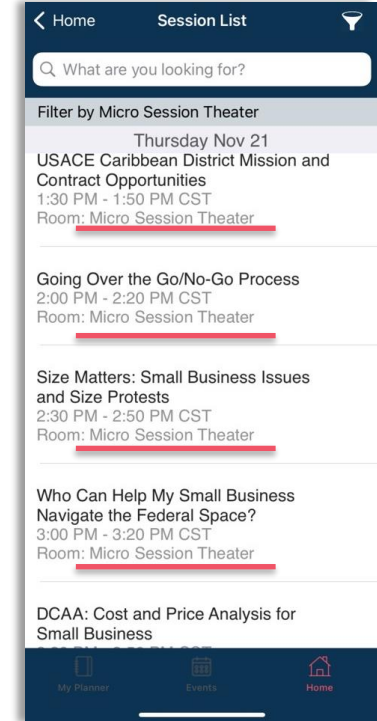 Home
Session List
What are you looking for?
Filter by Micro Session Theater
Thursday Nov 21
USACE Caribbean District Mission and
Contract Opportunities
1:30 PM - 1:50 PM CST
Room: Micro Session Theater
Going Over the Go/No-Go Process
2:00 PM - 2:20 PM CST
Room: Micro Session Theater
Size Matters: Small Business Issues
and Size Protests
2:30 PM - 2:50 PM CST
Room: Micro Session Theater
Who Can Help My Small Business
Navigate the Federal Space?
3:00 PM - 3:20 PM CST
Room: Micro Session Theater
DCAA: Cost and Price Analysis for
Small Business
My Planner
Events
Home